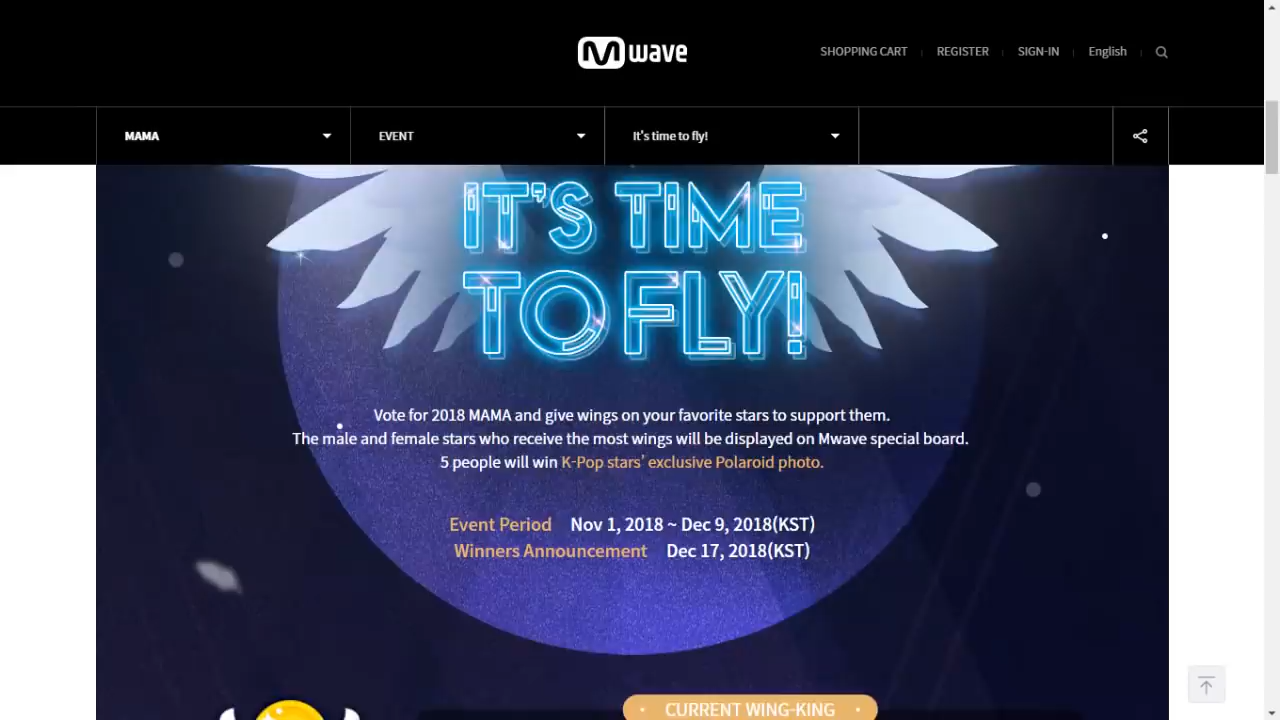 M wave
SHOPPING CART
REGISTER
SIGN-IN
English
MAMA
EVENT
It's time to fly!
IT'S TIME
TO FLY!
Vote for 2018 MAMA and give wings on your favorite stars to support them.
The male and female stars who receive the most wings will be displayed on Mwave special board.
5 people will win K-Pop stars' exclusive Polaroid photo.
Event Period Nov 1, 2018 ~ Dec 9, 2018(KST)
Winners Announcement Dec 17, 2018(KST)
CURRENT WING-KING